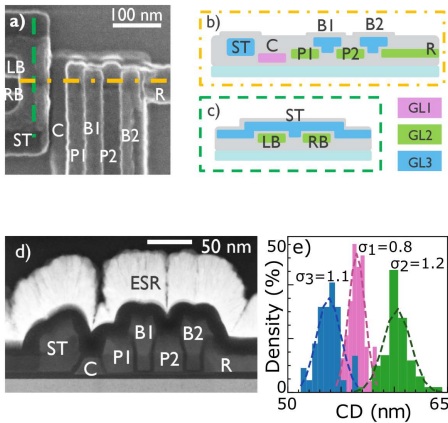 a)
100 nm
LB
RB
ST
C
P1
B1
P2
B2
R
b)
B1 B2
ST C P1 P2 R
c)
ST
LB RB
GL1
GL2
GL3
d)
50 nm
ESR
ST C P1 B1 P2 B2 R
e)
σ₁=0.8
σ₃=1.1
σ₂=1.2
50
0
Density (%)
50 65
CD (nm)